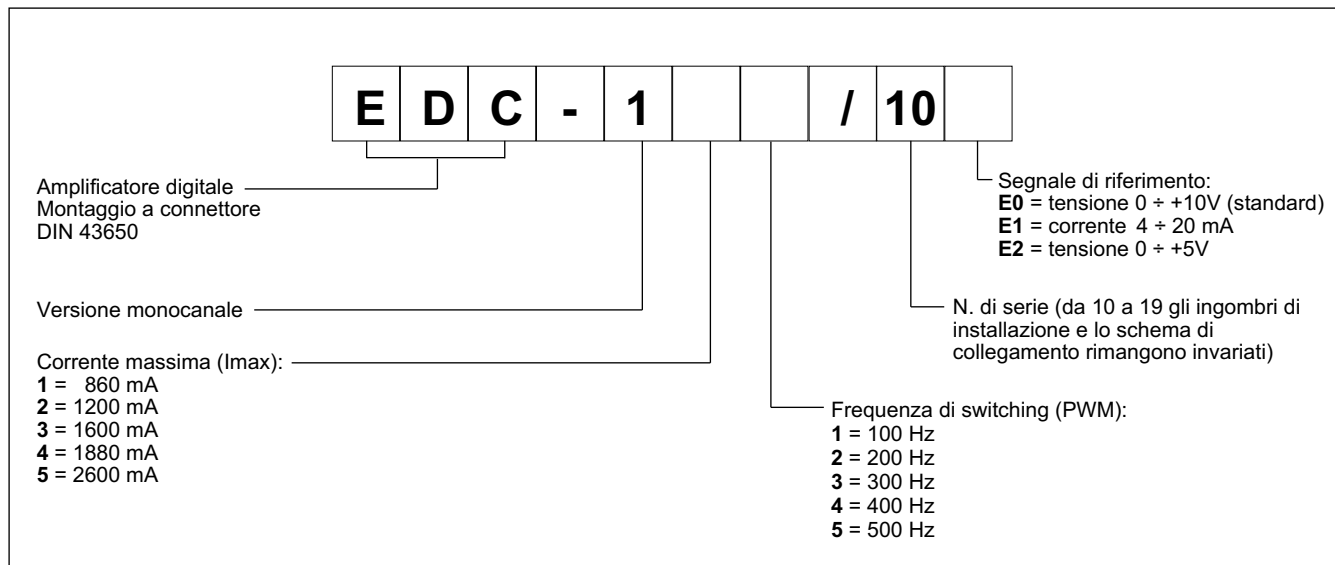 E D C - 1 / 10
Amplificatore digitale
Montaggio a connettore
DIN 43650
Versione monocanale
Corrente massima (Imax):
1 = 860 mA
2 = 1200 mA
3 = 1600 mA
4 = 1880 mA
5 = 2600 mA
Segnale di riferimento:
E0 = tensione 0 ÷ +10V (standard)
E1 = corrente 4 ÷ 20 mA
E2 = tensione 0 ÷ +5V
N. di serie (da 10 a 19 gli ingombri di
installazione e lo schema di
collegamento rimangono invariati)
Frequenza di switching (PWM):
1 = 100 Hz
2 = 200 Hz
3 = 300 Hz
4 = 400 Hz
5 = 500 Hz